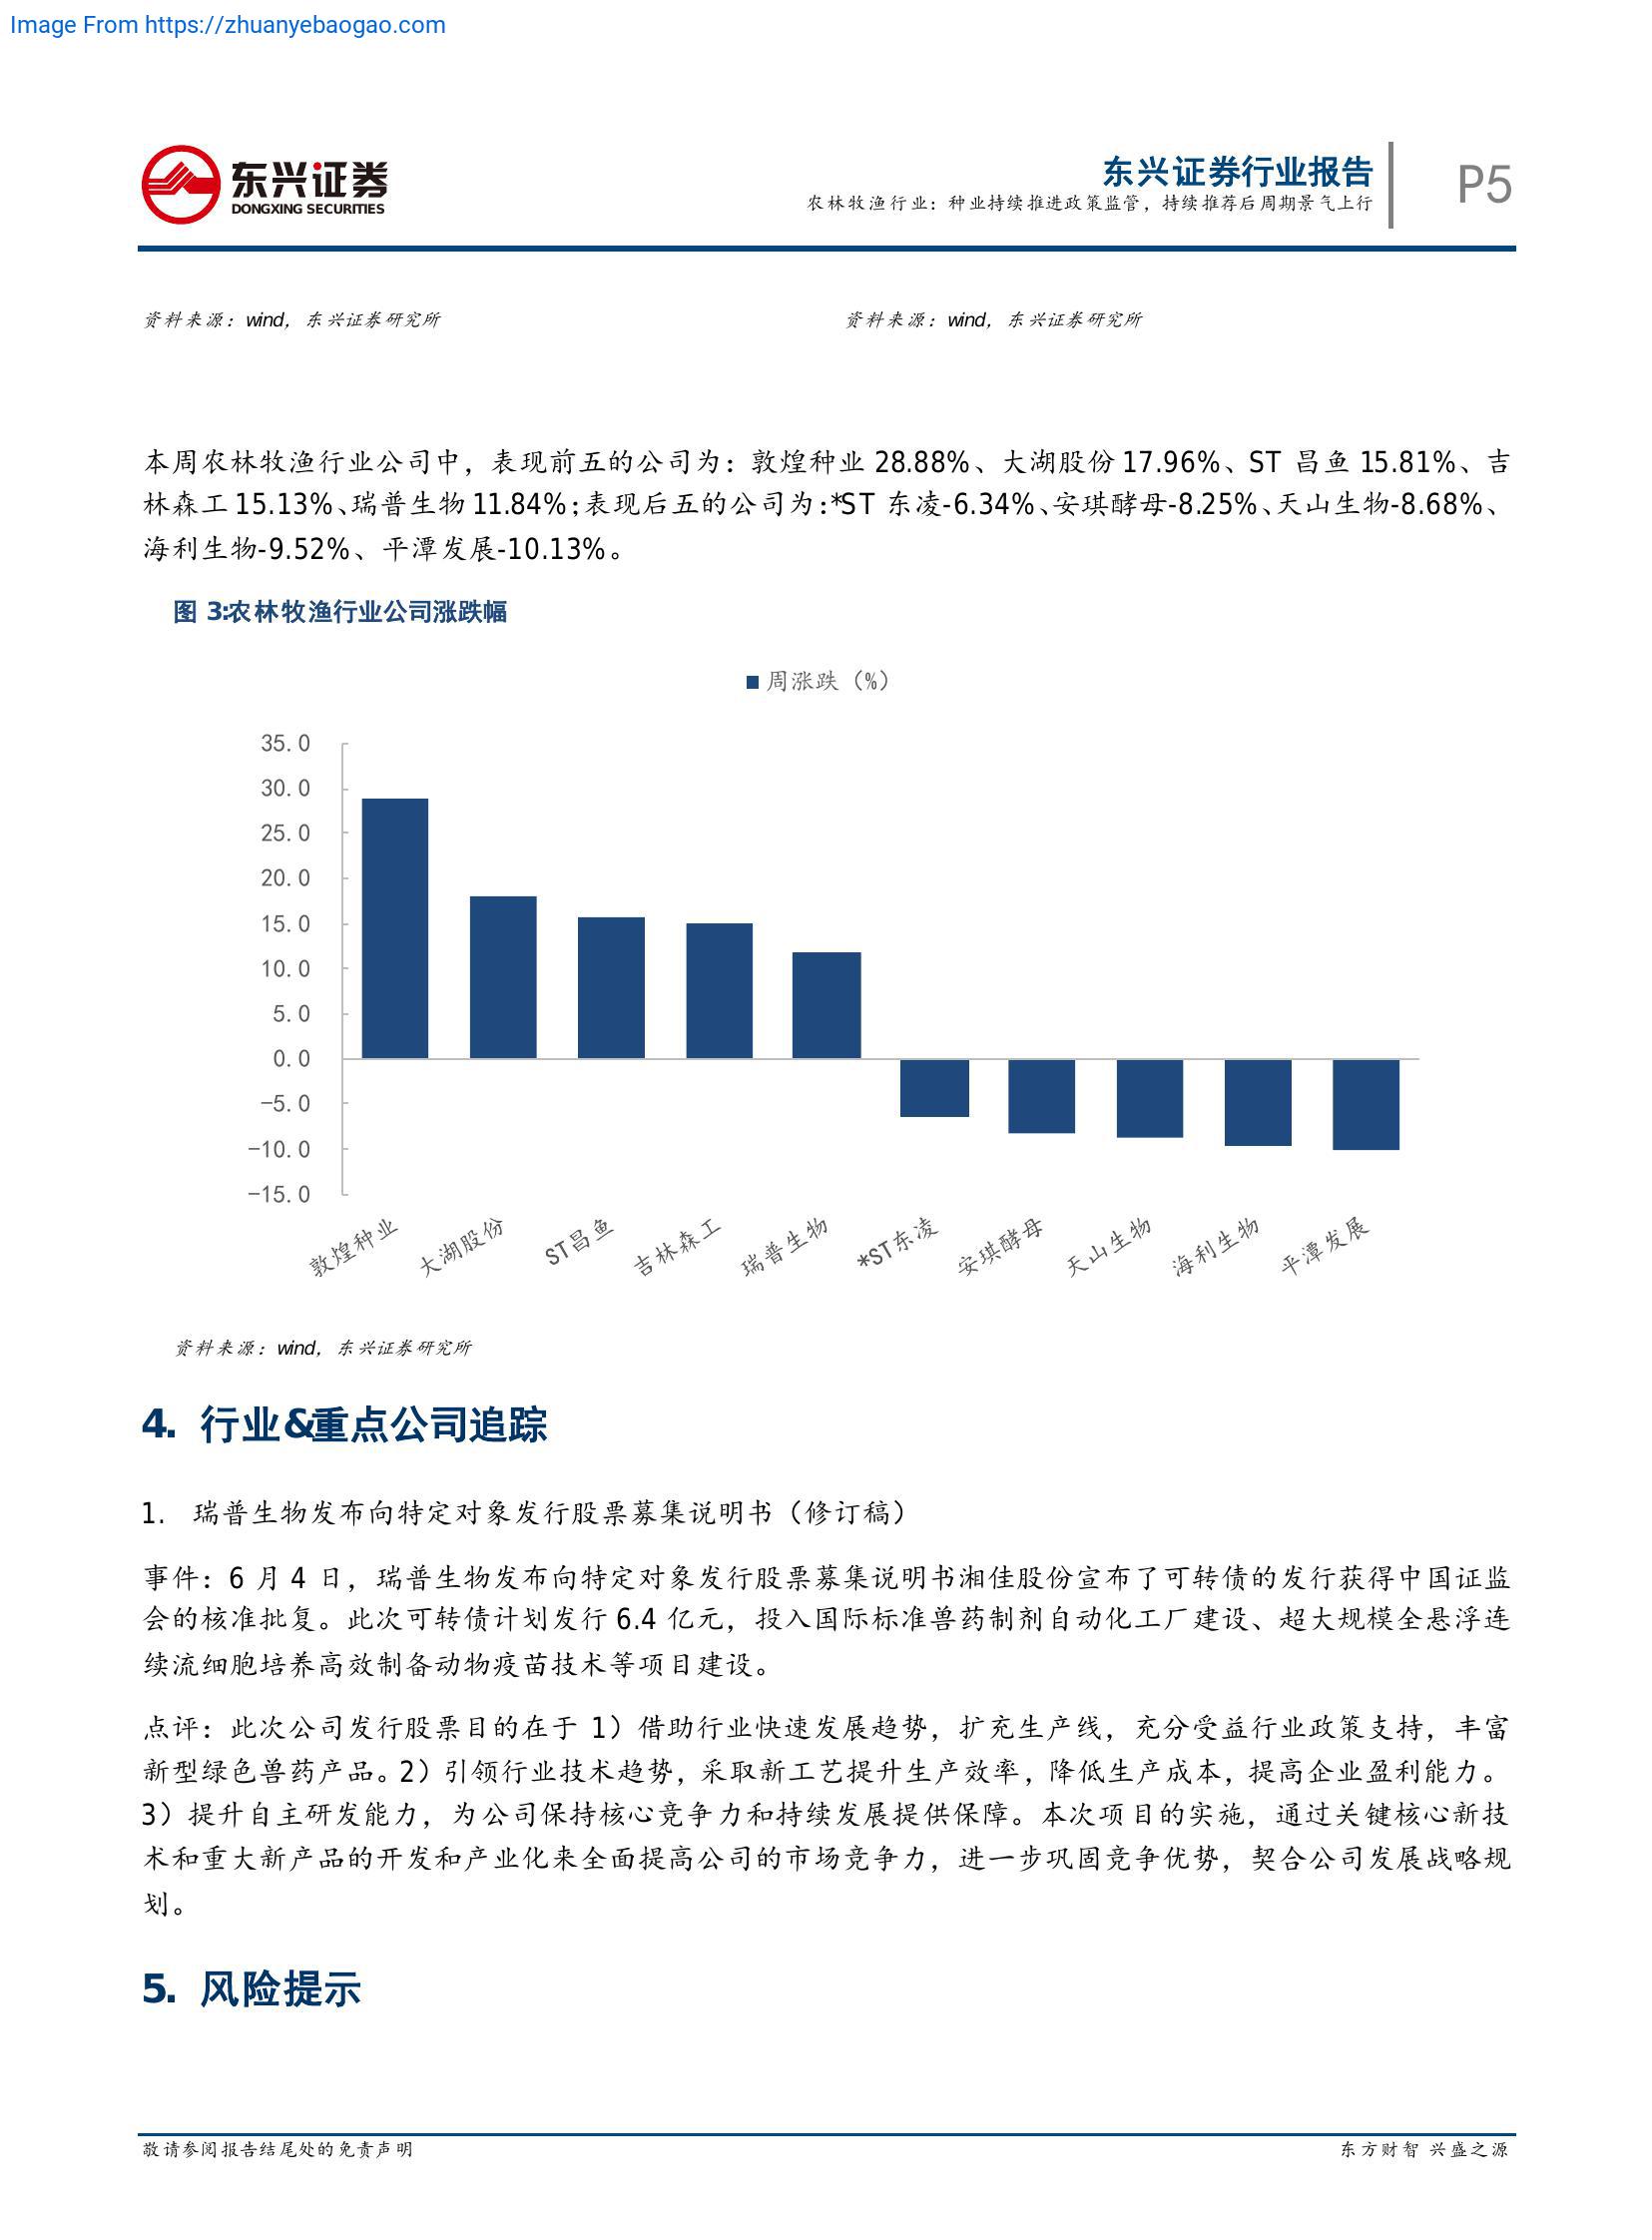 Image From https://zhuanyebaogao.com
东兴证券
DONGXING SECURITIES
东兴证券行业报告
农林牧渔行业：种业持续推进政策监管，持续推荐后周期景气上行
P5
资料来源：wind，东兴证券研究所
资料来源：wind，东兴证券研究所
本周农林牧渔行业公司中，表现前五的公司为：敦煌种业 28.88%、大湖股份 17.96%、ST 昌鱼 15.81%、吉
林森工 15.13%、瑞普生物 11.84%；表现后五的公司为：*ST 东凌-6.34%、安琪酵母-8.25%、天山生物-8.68%、
海利生物-9.52%、平潭发展-10.13%。
图 3:农林牧渔行业公司涨跌幅
周涨跌（%）
35.0
30.0
25.0
20.0
15.0
10.0
5.0
0.0
-5.0
-10.0
-15.0
敦煌种业
大湖股份
ST昌鱼
吉林森工
瑞普生物
*ST东凌
安琪酵母
天山生物
海利生物
平潭发展
资料来源：wind，东兴证券研究所
4. 行业&重点公司追踪
1. 瑞普生物发布向特定对象发行股票募集说明书（修订稿）
事件：6 月 4 日，瑞普生物发布向特定对象发行股票募集说明书湘佳股份宣布了可转债的发行获得中国证监
会的核准批复。此次可转债计划发行 6.4 亿元，投入国际标准兽药制剂自动化工厂建设、超大规模全悬浮连
续流细胞培养高效制备动物疫苗技术等项目建设。
点评：此次公司发行股票目的在于 1）借助行业快速发展趋势，扩充生产线，充分受益行业政策支持，丰富
新型绿色兽药产品。2）引领行业技术趋势，采取新工艺提升生产效率，降低生产成本，提高企业盈利能力。
3）提升自主研发能力，为公司保持核心竞争力和持续发展提供保障。本次项目的实施，通过关键核心新技
术和重大新产品的开发和产业化来全面提高公司的市场竞争力，进一步巩固竞争优势，契合公司发展战略规
划。
5. 风险提示
敬请参阅报告结尾处的免责声明
东方财智 兴盛之源